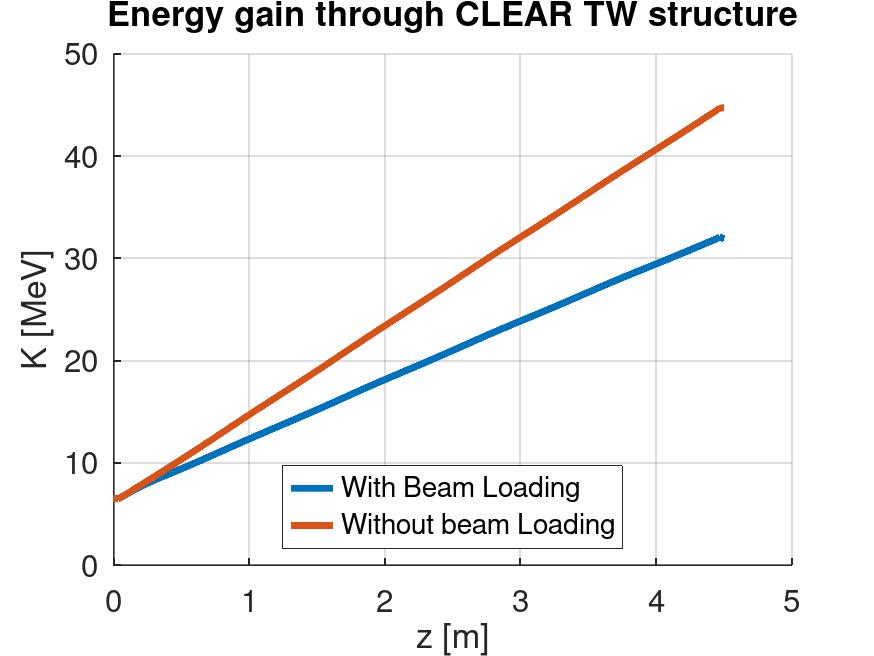 Energy gain through CLEAR TW structure
50
40
30
20
10
0
K [MeV]
With Beam Loading
Without beam Loading
0 1 2 3 4 5
z [m]